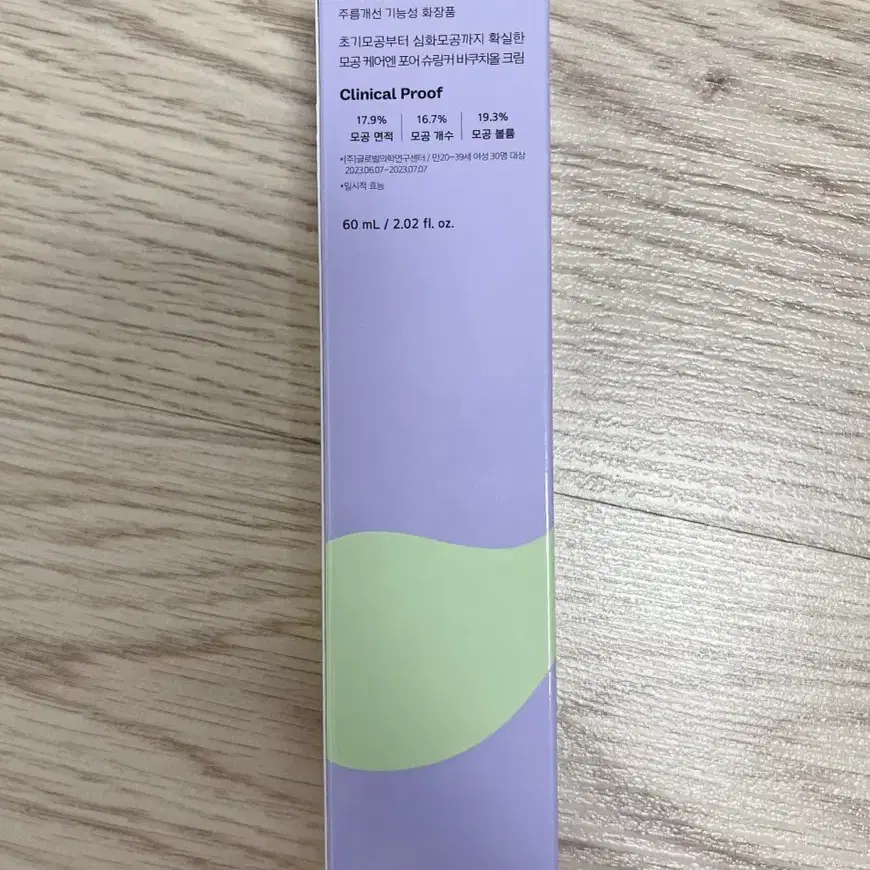 주름개선 기능성 화장품
초기모공부터 심화모공까지 확실한
모공 케어엔 포어 슈링커 바쿠치올 크림
Clinical Proof
17.9% 16.7% 19.3%
모공 면적 모공 개수 모공 볼륨
*(주)글로벌의학연구센터 / 만20~39세 여성 30명 대상
2023.06.07~2023.07.07
*일시적 효능
60 mL / 2.02 fl. oz.